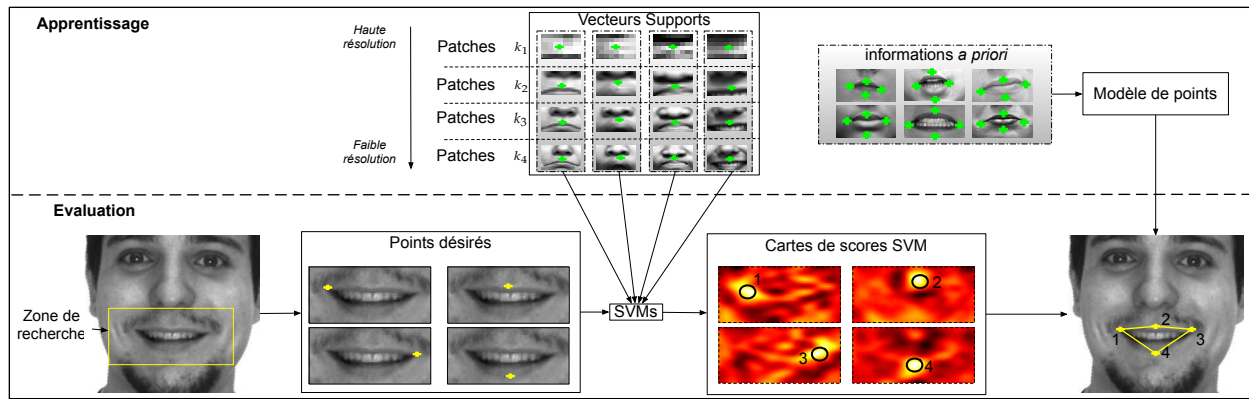 Apprentissage
Haute
résolution
Faible
résolution
Vecteurs Supports
Patches k1
Patches k2
Patches k3
Patches k4
informations a priori
Modèle de points
Evaluation
Zone de
recherche
Points désirés
SVMs
Cartes de scores SVM
1
2
3
4
1
2
3
4